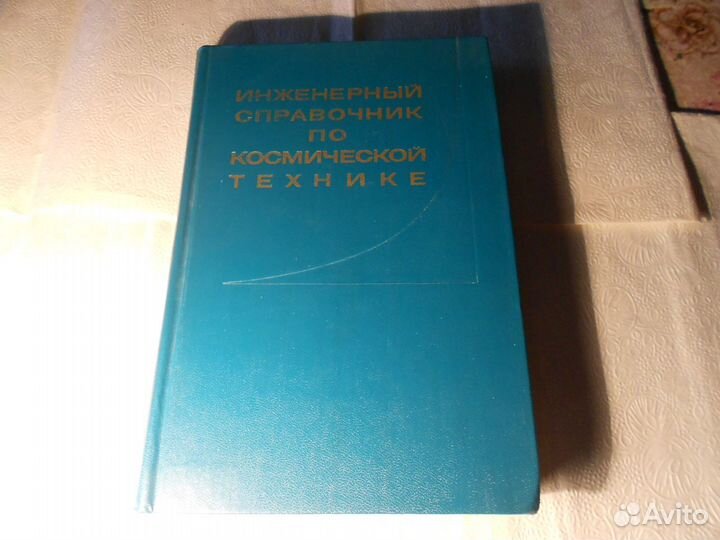 ИНЖЕНЕРНЫЙ
СПРАВОЧНИК
ПО
КОСМИЧЕСКОЙ
ТЕХНИКЕ
Avito